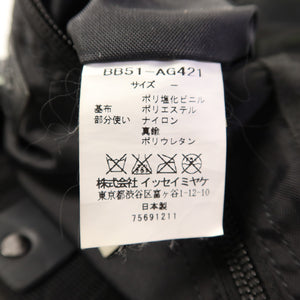 BB51-AG421
サイズ －
ポリ塩化ビニル
基布 ポリエステル
部分使い ナイロン
真鍮
ポリウレタン
株式会社 イッセイミヤケ
東京都渋谷区富ヶ谷1-12-10
日本製
75691211